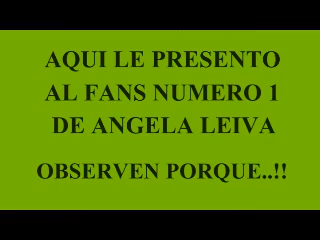 AQUI LE PRESENTO
AL FANS NUMERO 1
DE ANGELA LEIVA
OBSERVEN PORQUE..!!